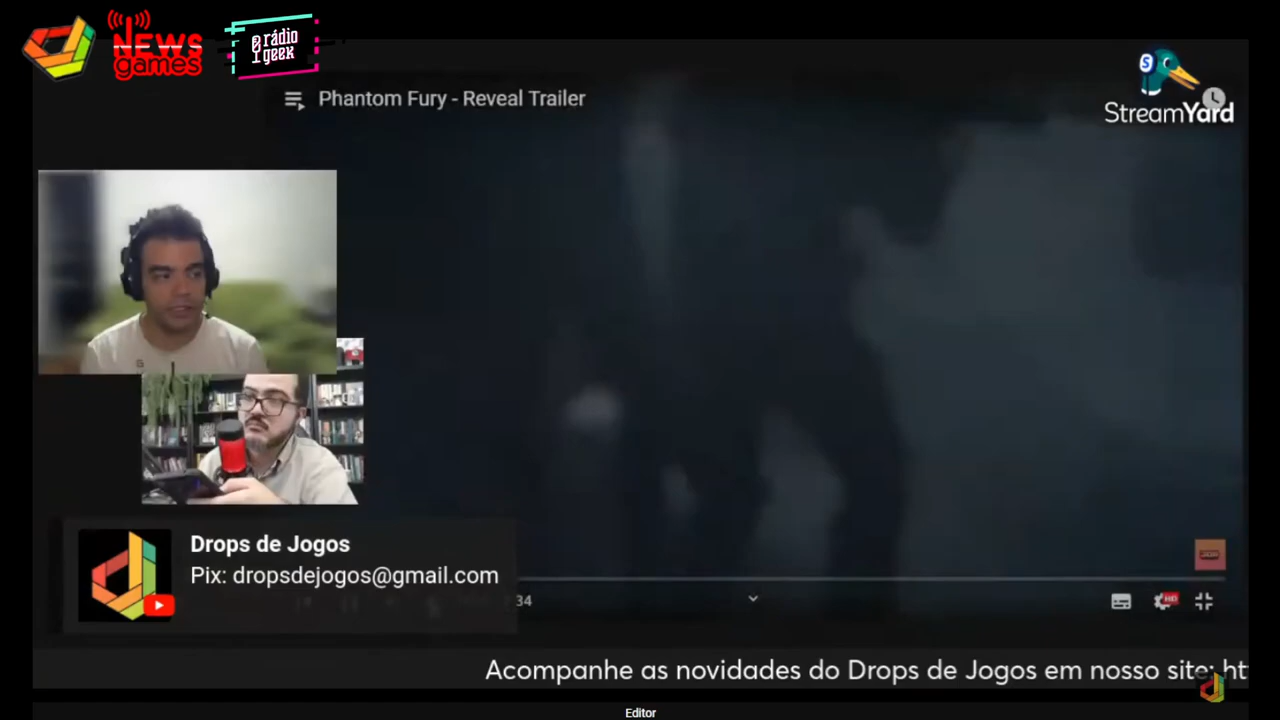 NEWS
games
rádio
geek
Phantom Fury - Reveal Trailer
StreamYard
Drops de Jogos
Pix: dropsdejogos@gmail.com
34
HD
Acompanhe as novidades do Drops de Jogos em nosso site: ht
Editor